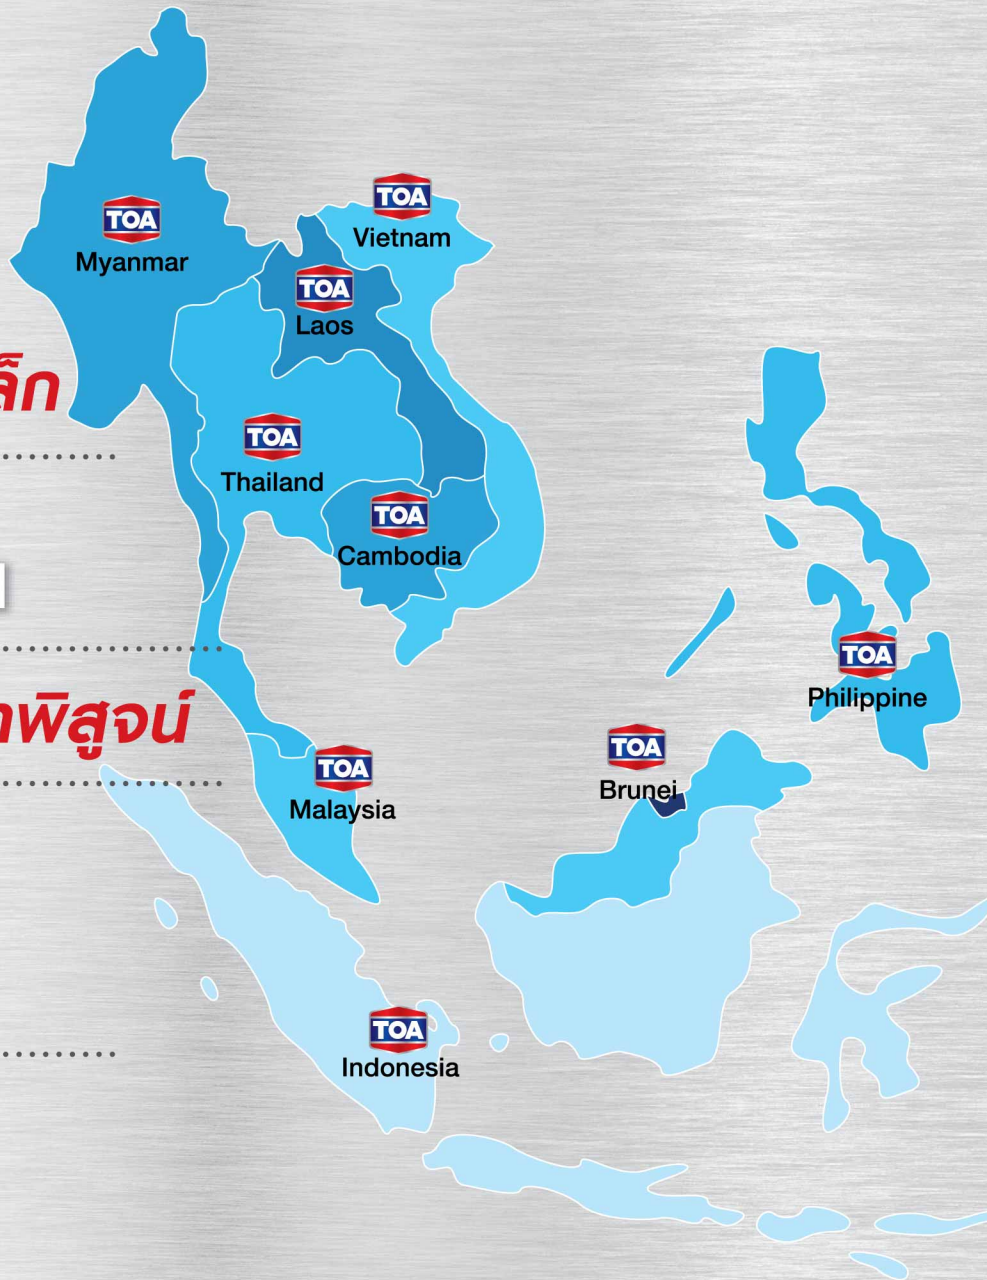 TOA
Vietnam
TOA
Myanmar
TOA
Laos
TOA
Thailand
TOA
Cambodia
TOA
Philippine
TOA
Brunei
TOA
Malaysia
TOA
Indonesia